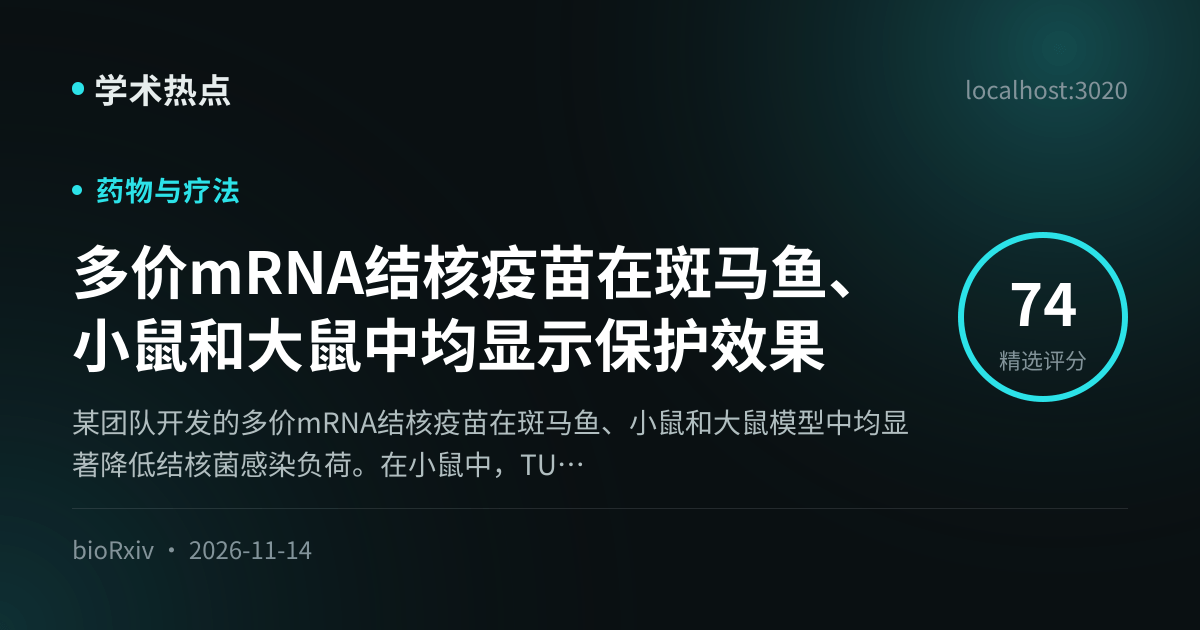 学术热点
localhost:3020
药物与疗法
多价mRNA结核疫苗在斑马鱼、
小鼠和大鼠中均显示保护效果
74
精选评分
某团队开发的多价mRNA结核疫苗在斑马鱼、小鼠和大鼠模型中均显
著降低结核菌感染负荷。在小鼠中，TU…
bioRxiv · 2026-11-14